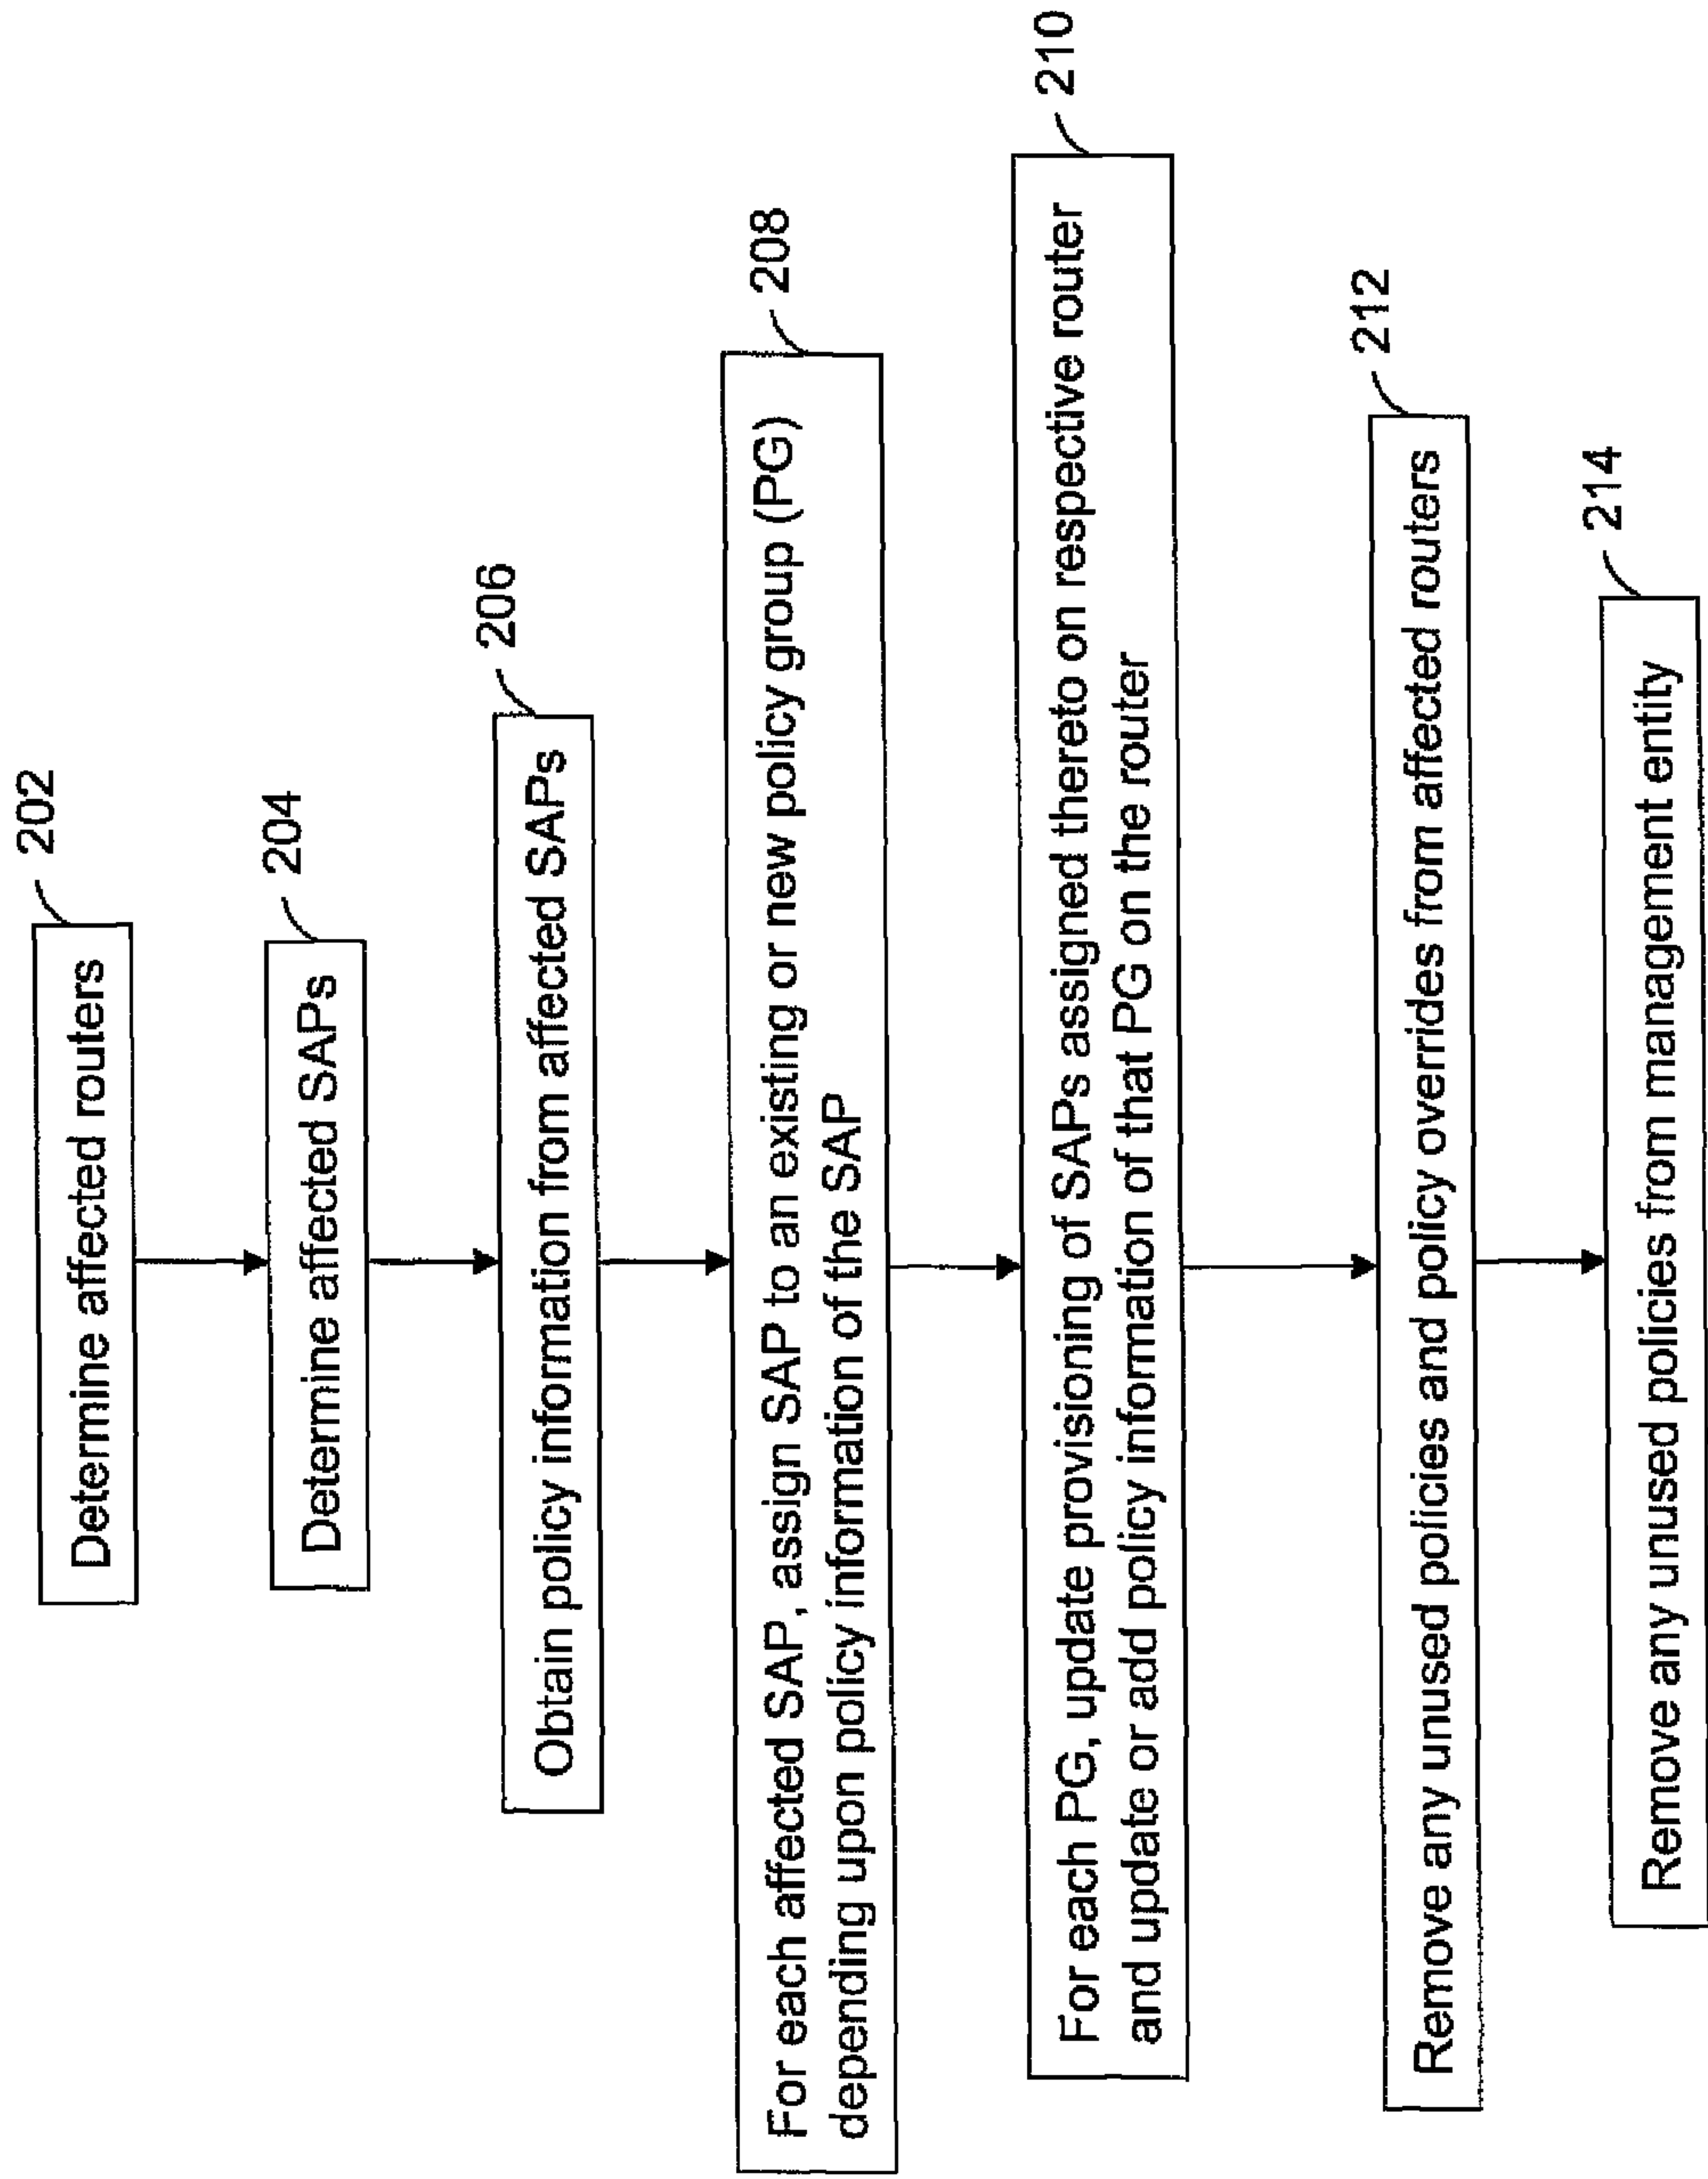 202
Determine affected routers
204
Determine affected SAPs
206
Obtain policy information from affected SAPs
208
For each affected SAP, assign SAP to an existing or new policy group (PG)
depending upon policy information of the SAP
210
For each PG, update provisioning of SAPs assigned thereto on respective router
and update or add policy information of that PG on the router
212
Remove any unused policies and policy overrides from affected routers
214
Remove any unused policies from management entity